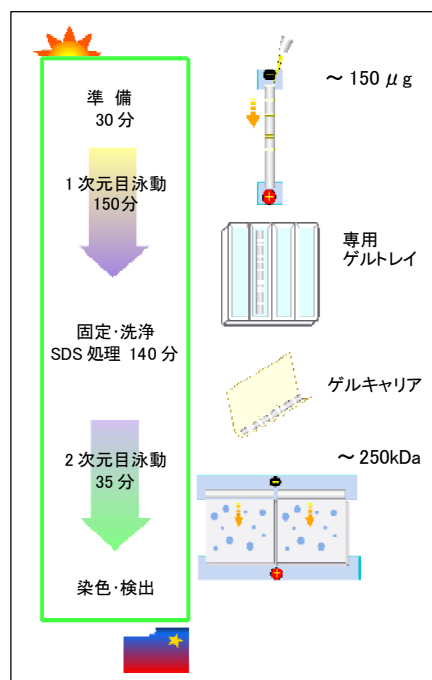 準 備
30 分
1 次元目泳動
150分
固定・洗浄
SDS 処理 140 分
2 次元目泳動
35 分
染色・検出
～ 150 μg
専用
ゲルトレイ
ゲルキャリア
～ 250kDa